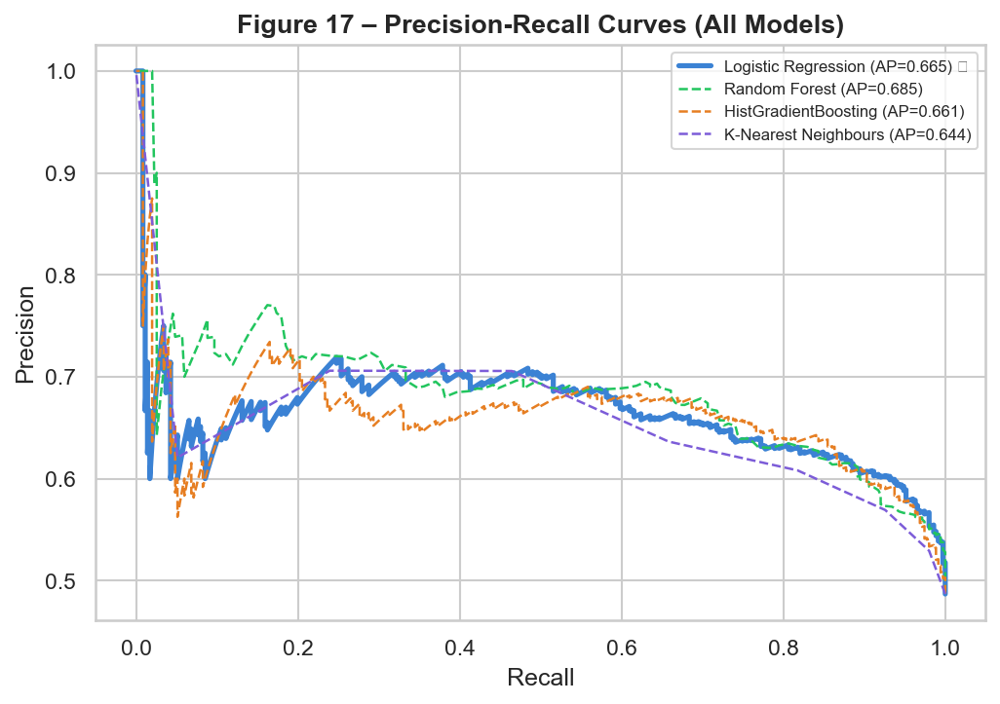 Figure 17 – Precision-Recall Curves (All Models)
Logistic Regression (AP=0.665)
Random Forest (AP=0.685)
HistGradientBoosting (AP=0.661)
K-Nearest Neighbours (AP=0.644)
1.0
0.9
0.8
0.7
0.6
0.5
Precision
0.0 0.2 0.4 0.6 0.8 1.0
Recall